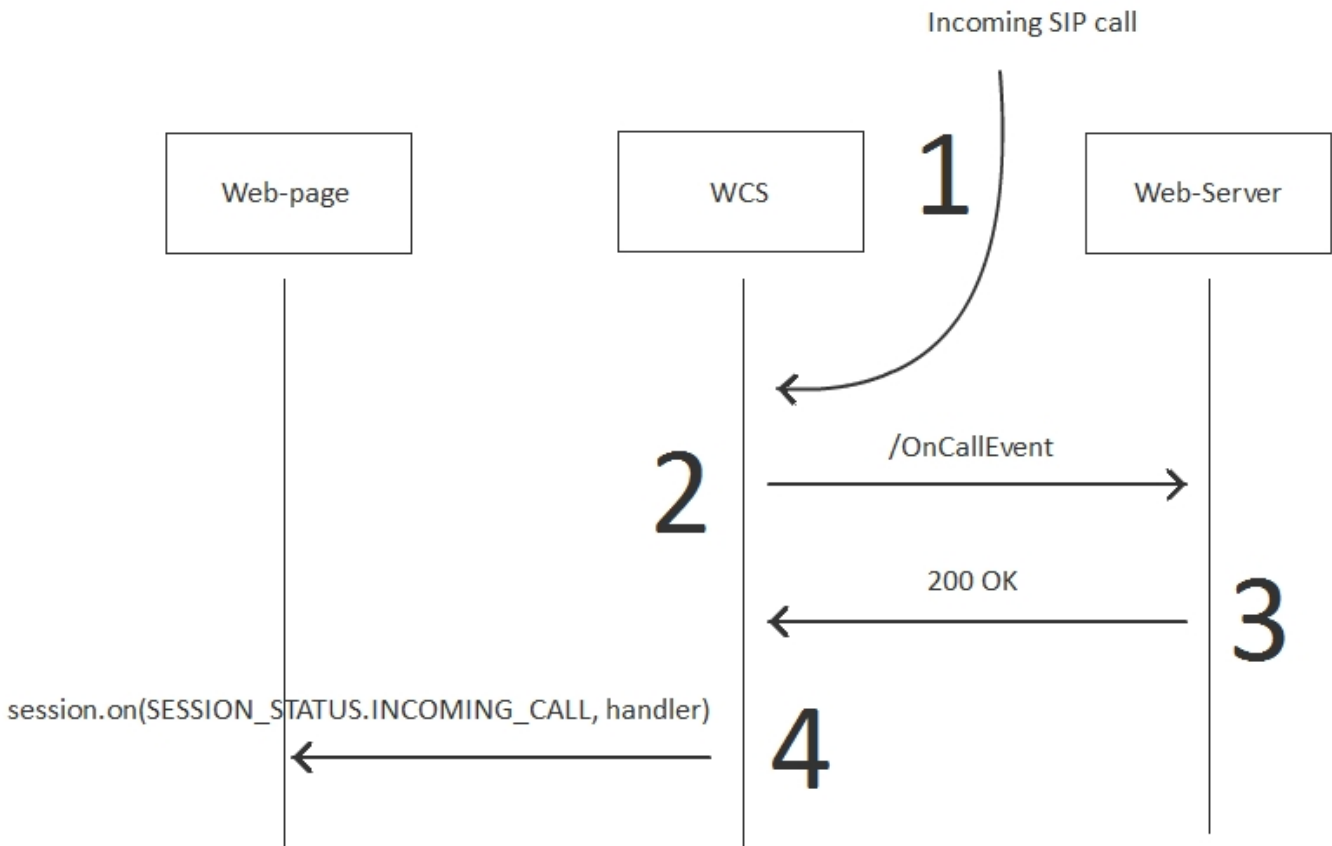 Incoming SIP call
1
Web-page
WCS
Web-Server
/OnCallEvent
2
200 OK
3
session.on(SESSION_STATUS.INCOMING_CALL, handler)
4